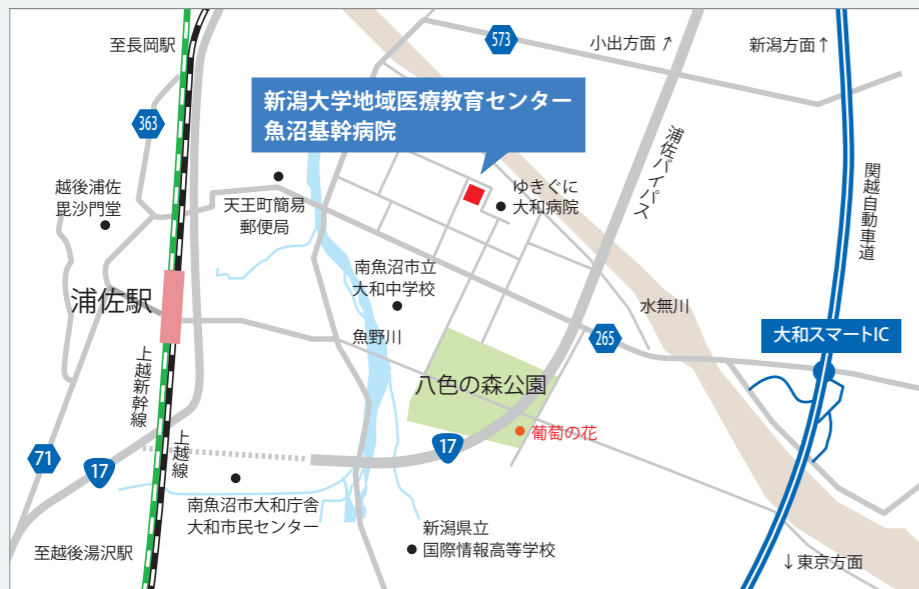 至長岡駅
573
小出方面↗
新潟方面↑
新潟大学地域医療教育センター
魚沼基幹病院
363
浦佐バイパス
関越自動車道
越後浦佐
毘沙門堂
天王町簡易
郵便局
ゆきぐに
大和病院
南魚沼市立
大和中学校
浦佐駅
水無川
魚野川
265
大和スマートIC
上越新幹線
八色の森公園
葡萄の花
上越線
17
71
17
南魚沼市大和庁舎
大和市民センター
新潟県立
国際情報高等学校
至越後湯沢駅
↓東京方面